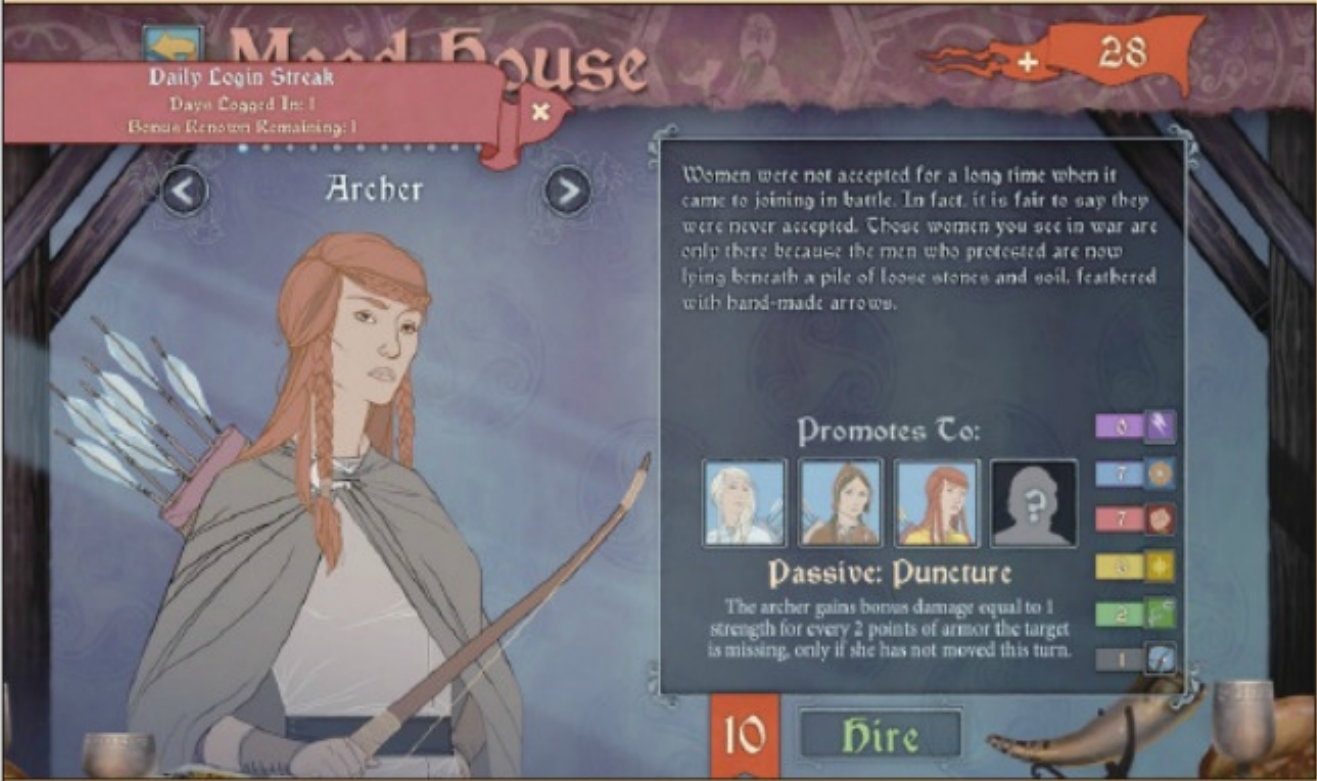 Mead House
28
+
Daily Login Streak
Days Logged In: 1
Bonus Renown Remaining: 1
×
Archer
Women were not accepted for a long time when it
came to joining in battle. In fact, it is fair to say they
were never accepted. Those women you see in war are
only there because the men who protested are now
lying beneath a pile of loose stones and soil, feathered
with hand-made arrows.
Promotes To:
?
7
7
2
1
Passive: Puncture
The archer gains bonus damage equal to 1
strength for every 2 points of armor the target
is missing, only if she has not moved this turn.
10
Hire